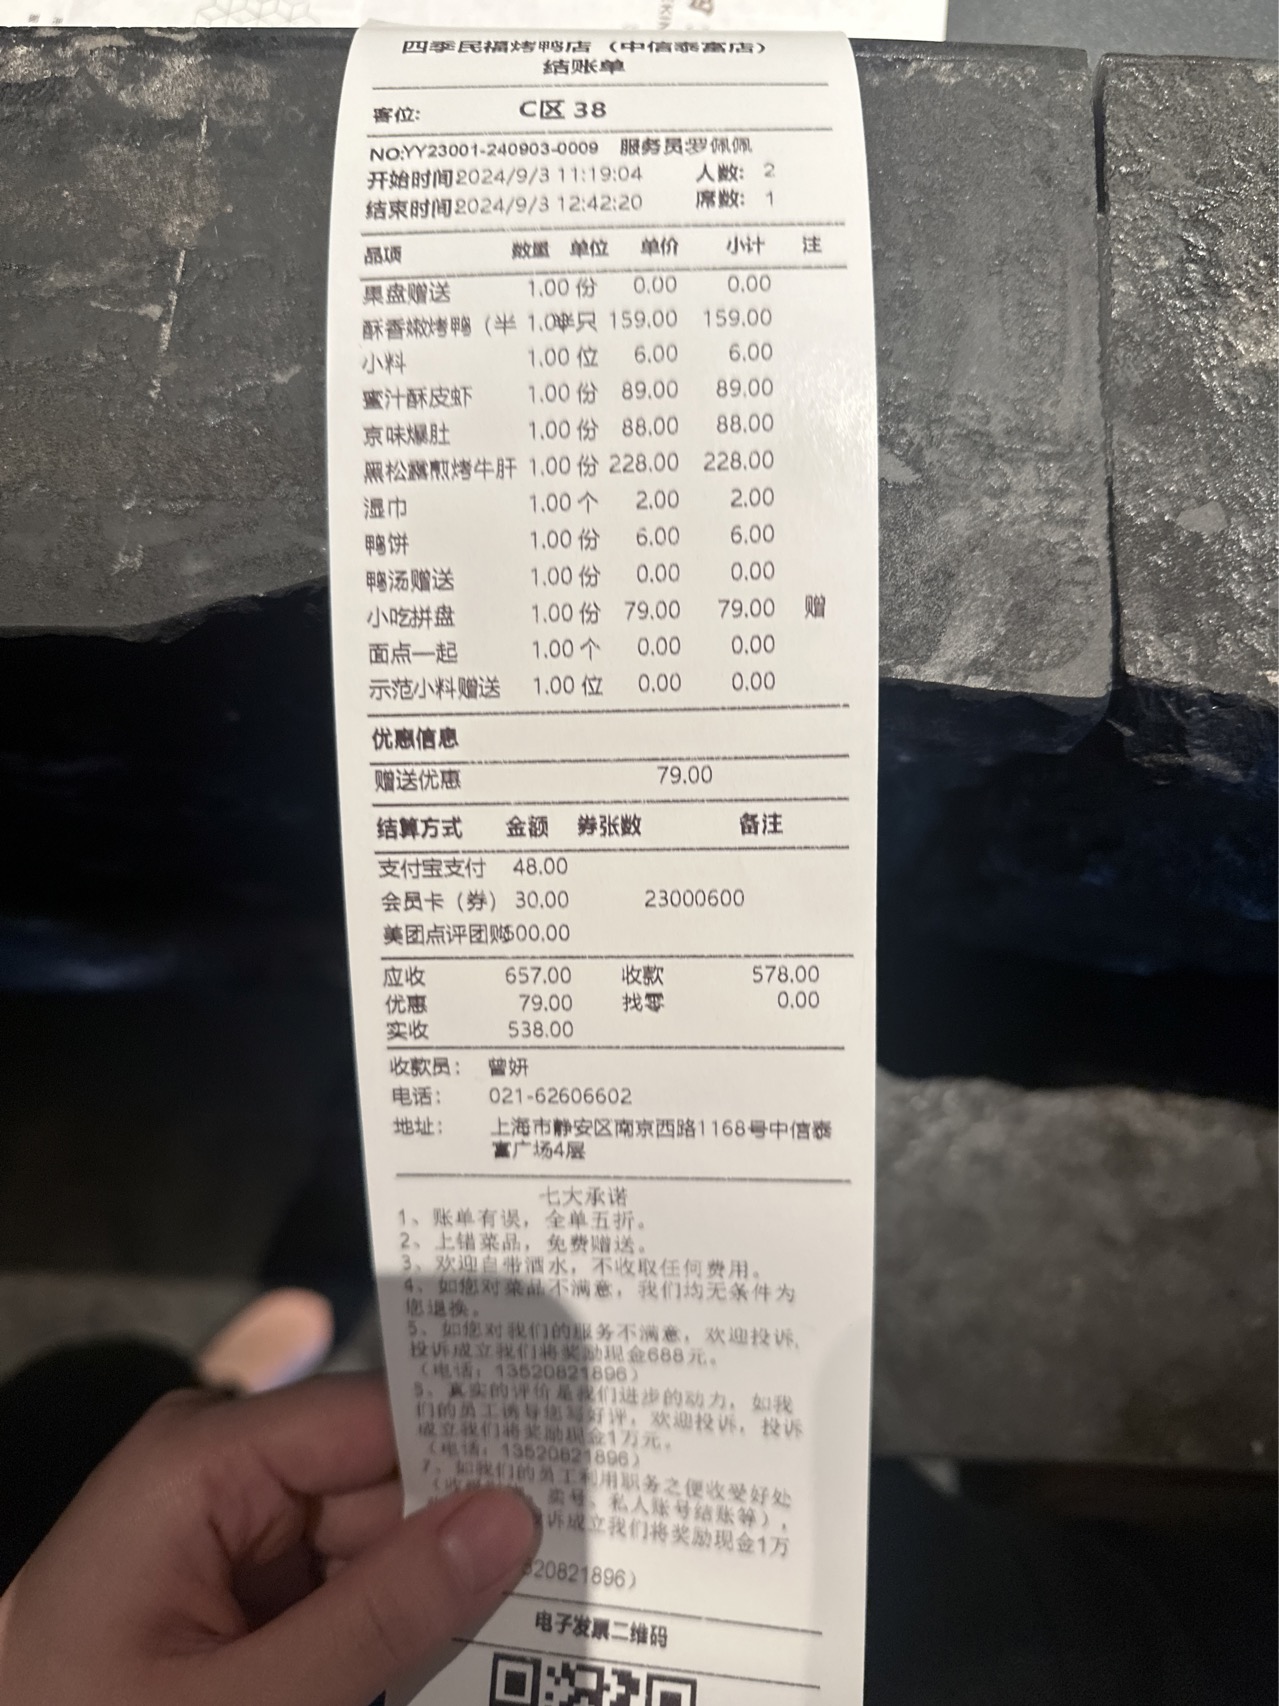 四季民福烤鸭店（中信泰富店）
结账单
客位： C区 38
NO:YY23001-240903-0009 服务员:罗佩佩
开始时间2024/9/3 11:19:04 人数： 2
结束时间2024/9/3 12:42:20 席数： 1
品项 数量 单位 单价 小计 注
果盘赠送 1.00 份 0.00 0.00
酥香嫩烤鸭（半 1.00半只 159.00 159.00
小料 1.00 位 6.00 6.00
蜜汁酥皮虾 1.00 份 89.00 89.00
京味爆肚 1.00 份 88.00 88.00
黑松露煎烤牛肝 1.00 份 228.00 228.00
湿巾 1.00 个 2.00 2.00
鸭饼 1.00 份 6.00 6.00
鸭汤赠送 1.00 份 0.00 0.00
小吃拼盘 1.00 份 79.00 79.00 赠
面点一起 1.00 个 0.00 0.00
示范小料赠送 1.00 位 0.00 0.00
优惠信息
赠送优惠 79.00
结算方式 金额 券张数 备注
支付宝支付 48.00
会员卡（券） 30.00 23000600
美团点评团购500.00
应收 657.00 收款 578.00
优惠 79.00 找零 0.00
实收 538.00
收款员： 曾妍
电话： 021-62606602
地址： 上海市静安区南京西路1168号中信泰
富广场4层
七大承诺
1、账单有误，全单五折。
2、上错菜品，免费赠送。
3、欢迎自带酒水，不收取任何费用。
4、如您对菜品不满意，我们均无条件为
您退换。
5、如您对我们的服务不满意，欢迎投诉，
投诉成立我们将奖励现金688元。
（电话：13520821896）
5、真实的评价是我们进步的动力，如我
们的员工诱导您写好评，欢迎投诉，投诉
成立我们将奖励现金1万元。
（电话：13520821896）
7、如我们的员工利用职务之便收受好处
、卖号、私人账号结账等），
投诉成立我们将奖励现金1万
520821896）
电子发票二维码